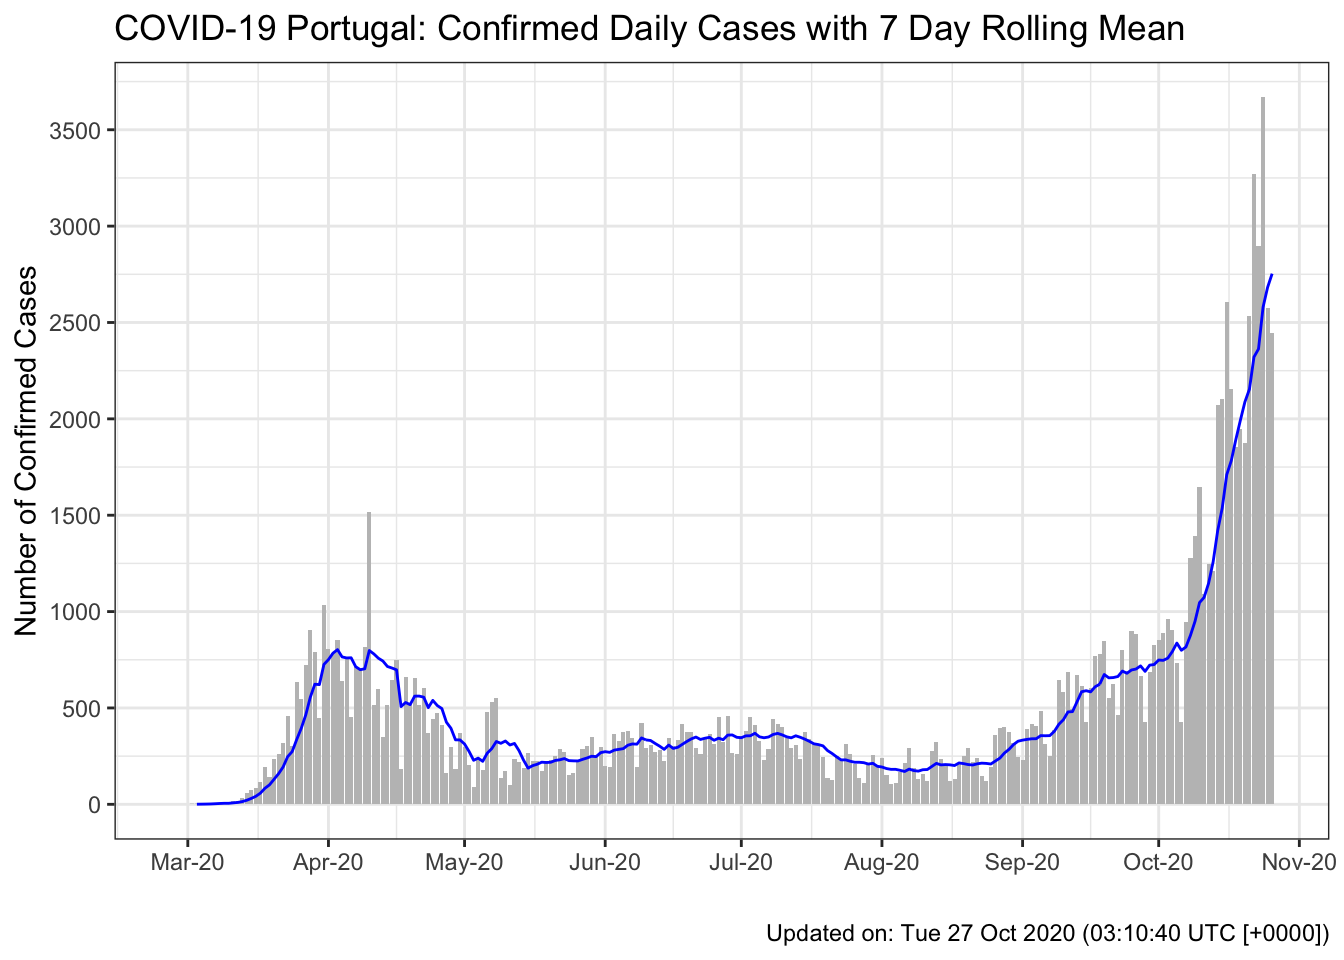 COVID-19 Portugal: Confirmed Daily Cases with 7 Day Rolling Mean
Number of Confirmed Cases
3500
3000
2500
2000
1500
1000
500
0
Mar-20 Apr-20 May-20 Jun-20 Jul-20 Aug-20 Sep-20 Oct-20 Nov-20
Updated on: Tue 27 Oct 2020 (03:10:40 UTC [+0000])